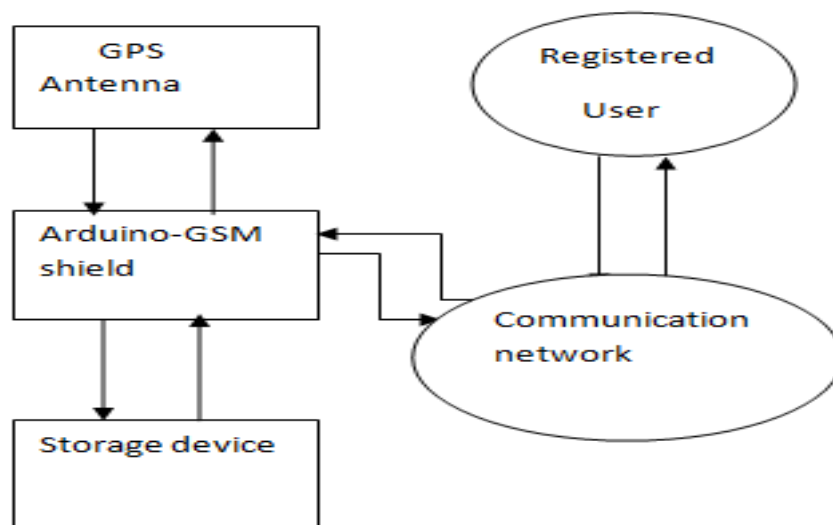 GPS
Antenna
Registered
User
Arduino-GSM
shield
Communication
network
Storage device